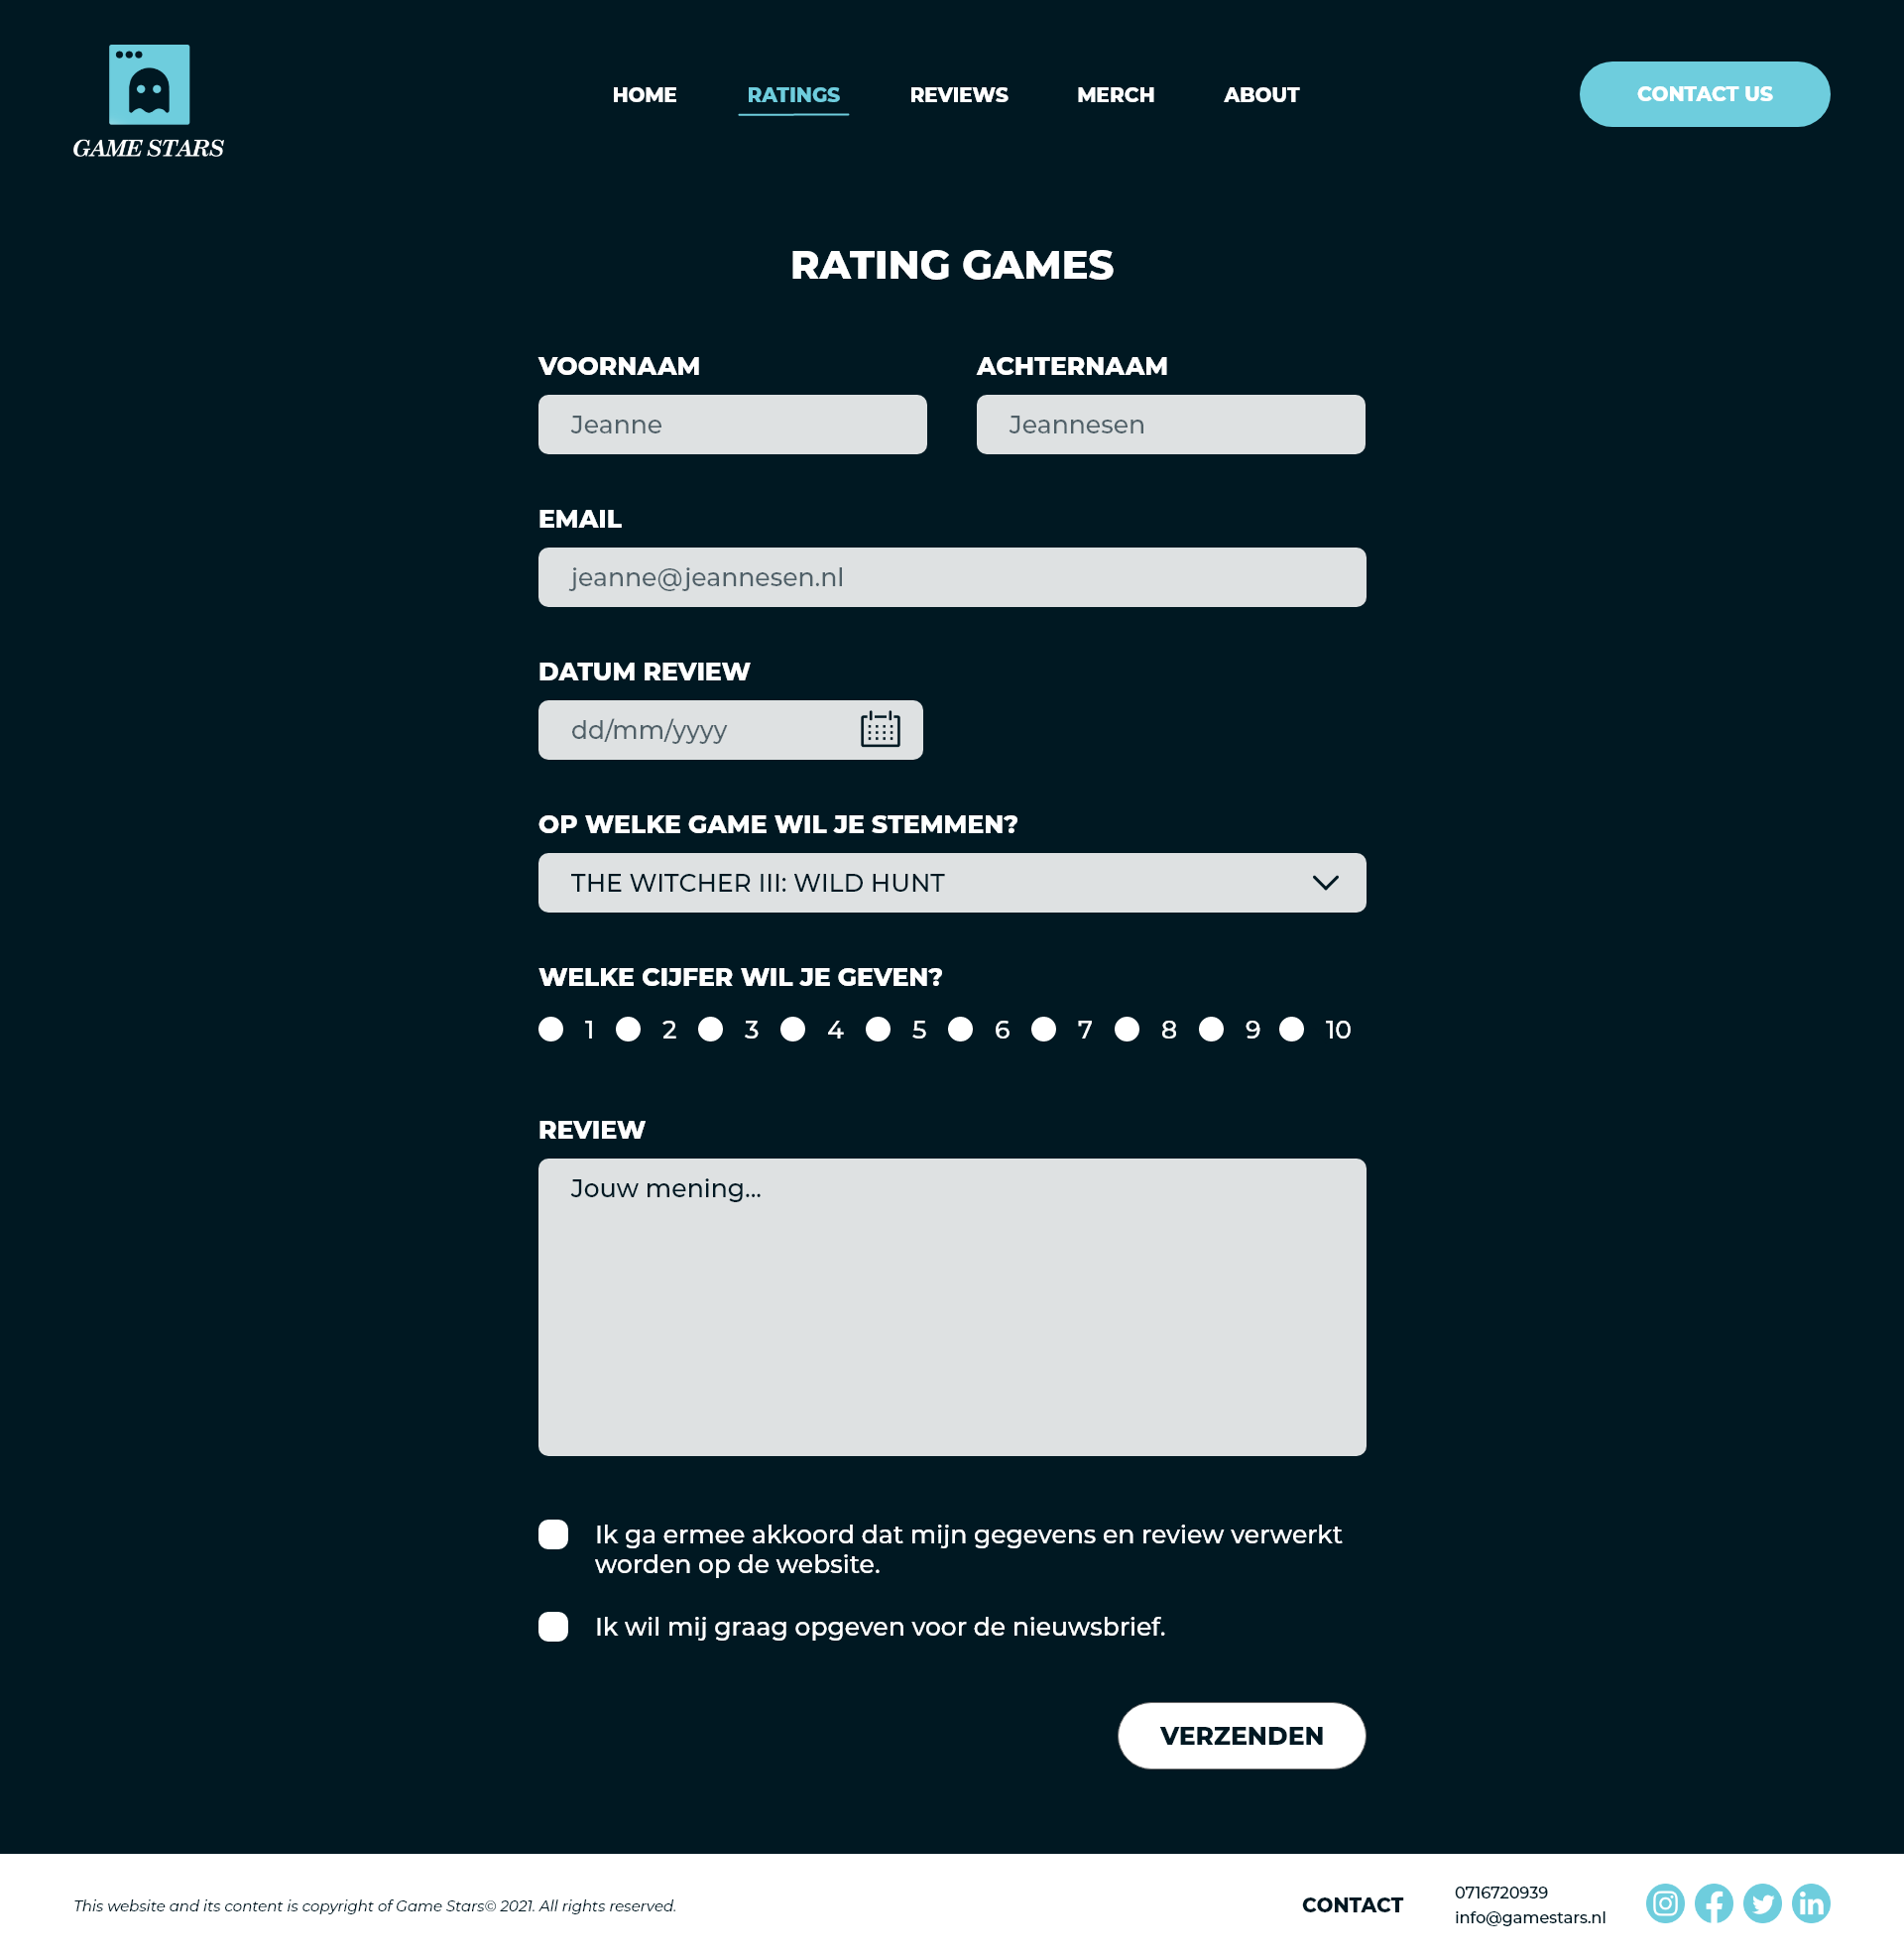 GAME STARS
HOME
RATINGS
REVIEWS
MERCH
ABOUT
CONTACT US
RATING GAMES
VOORNAAM
ACHTERNAAM
Jeanne
Jeannesen
EMAIL
jeanne@jeannesen.nl
DATUM REVIEW
dd/mm/yyyy
OP WELKE GAME WIL JE STEMMEN?
THE WITCHER III: WILD HUNT
WELKE CIJFER WIL JE GEVEN?
1 2 3 4 5 6 7 8 9 10
REVIEW
Jouw mening...
Ik ga ermee akkoord dat mijn gegevens en review verwerkt
worden op de website.
Ik wil mij graag opgeven voor de nieuwsbrief.
VERZENDEN
This website and its content is copyright of Game Stars© 2021. All rights reserved.
CONTACT
0716720939
info@gamestars.nl